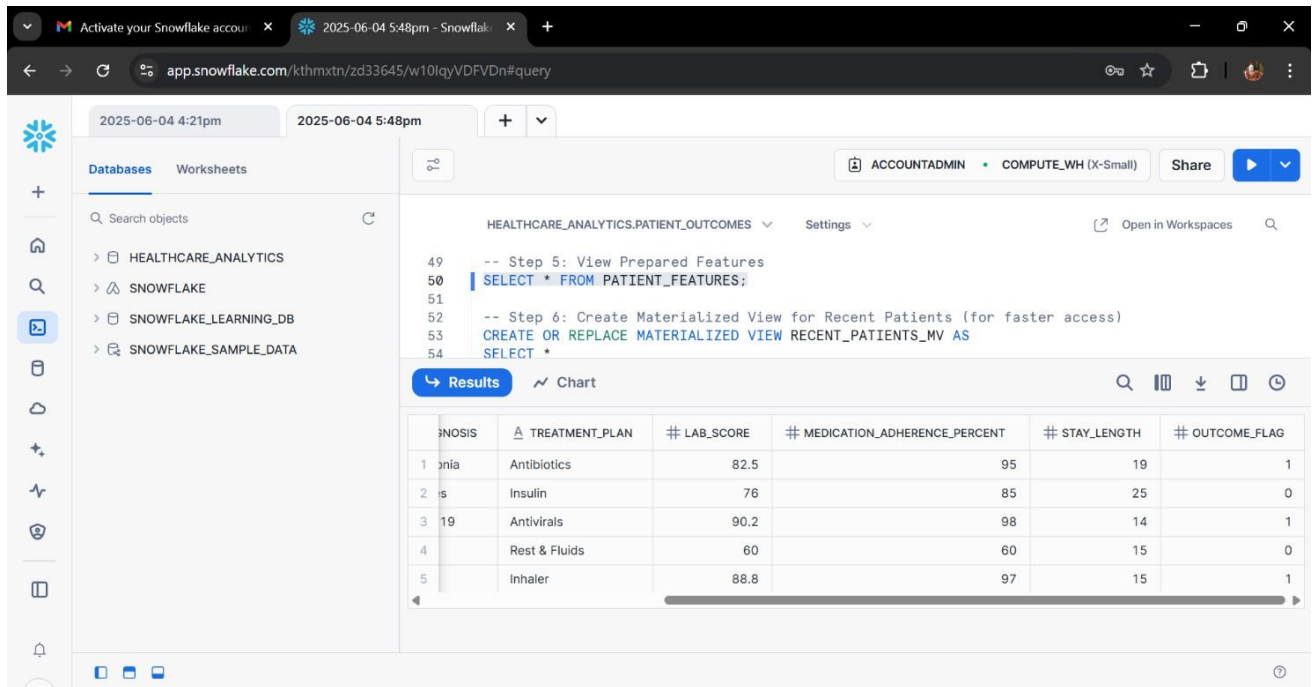 Activate your Snowflake accoun
2025-06-04 5:48pm - Snowflake
app.snowflake.com/kthmxtn/zd33645/w10IqyVDFVDn#query
2025-06-04 4:21pm
2025-06-04 5:48pm
Databases Worksheets
ACCOUNTADMIN • COMPUTE_WH (X-Small) Share
Search objects
HEALTHCARE_ANALYTICS.PATIENT_OUTCOMES Settings Open in Workspaces
HEALTHCARE_ANALYTICS
SNOWFLAKE
SNOWFLAKE_LEARNING_DB
SNOWFLAKE_SAMPLE_DATA
49 -- Step 5: View Prepared Features
50 SELECT * FROM PATIENT_FEATURES;
51
52 -- Step 6: Create Materialized View for Recent Patients (for faster access)
53 CREATE OR REPLACE MATERIALIZED VIEW RECENT_PATIENTS_MV AS
54 SELECT *
Results Chart
GNOSIS A TREATMENT_PLAN # LAB_SCORE # MEDICATION_ADHERENCE_PERCENT # STAY_LENGTH # OUTCOME_FLAG
1 onia Antibiotics 82.5 95 19 1
2 es Insulin 76 85 25 0
3 19 Antivirals 90.2 98 14 1
4 Rest & Fluids 60 60 15 0
5 Inhaler 88.8 97 15 1